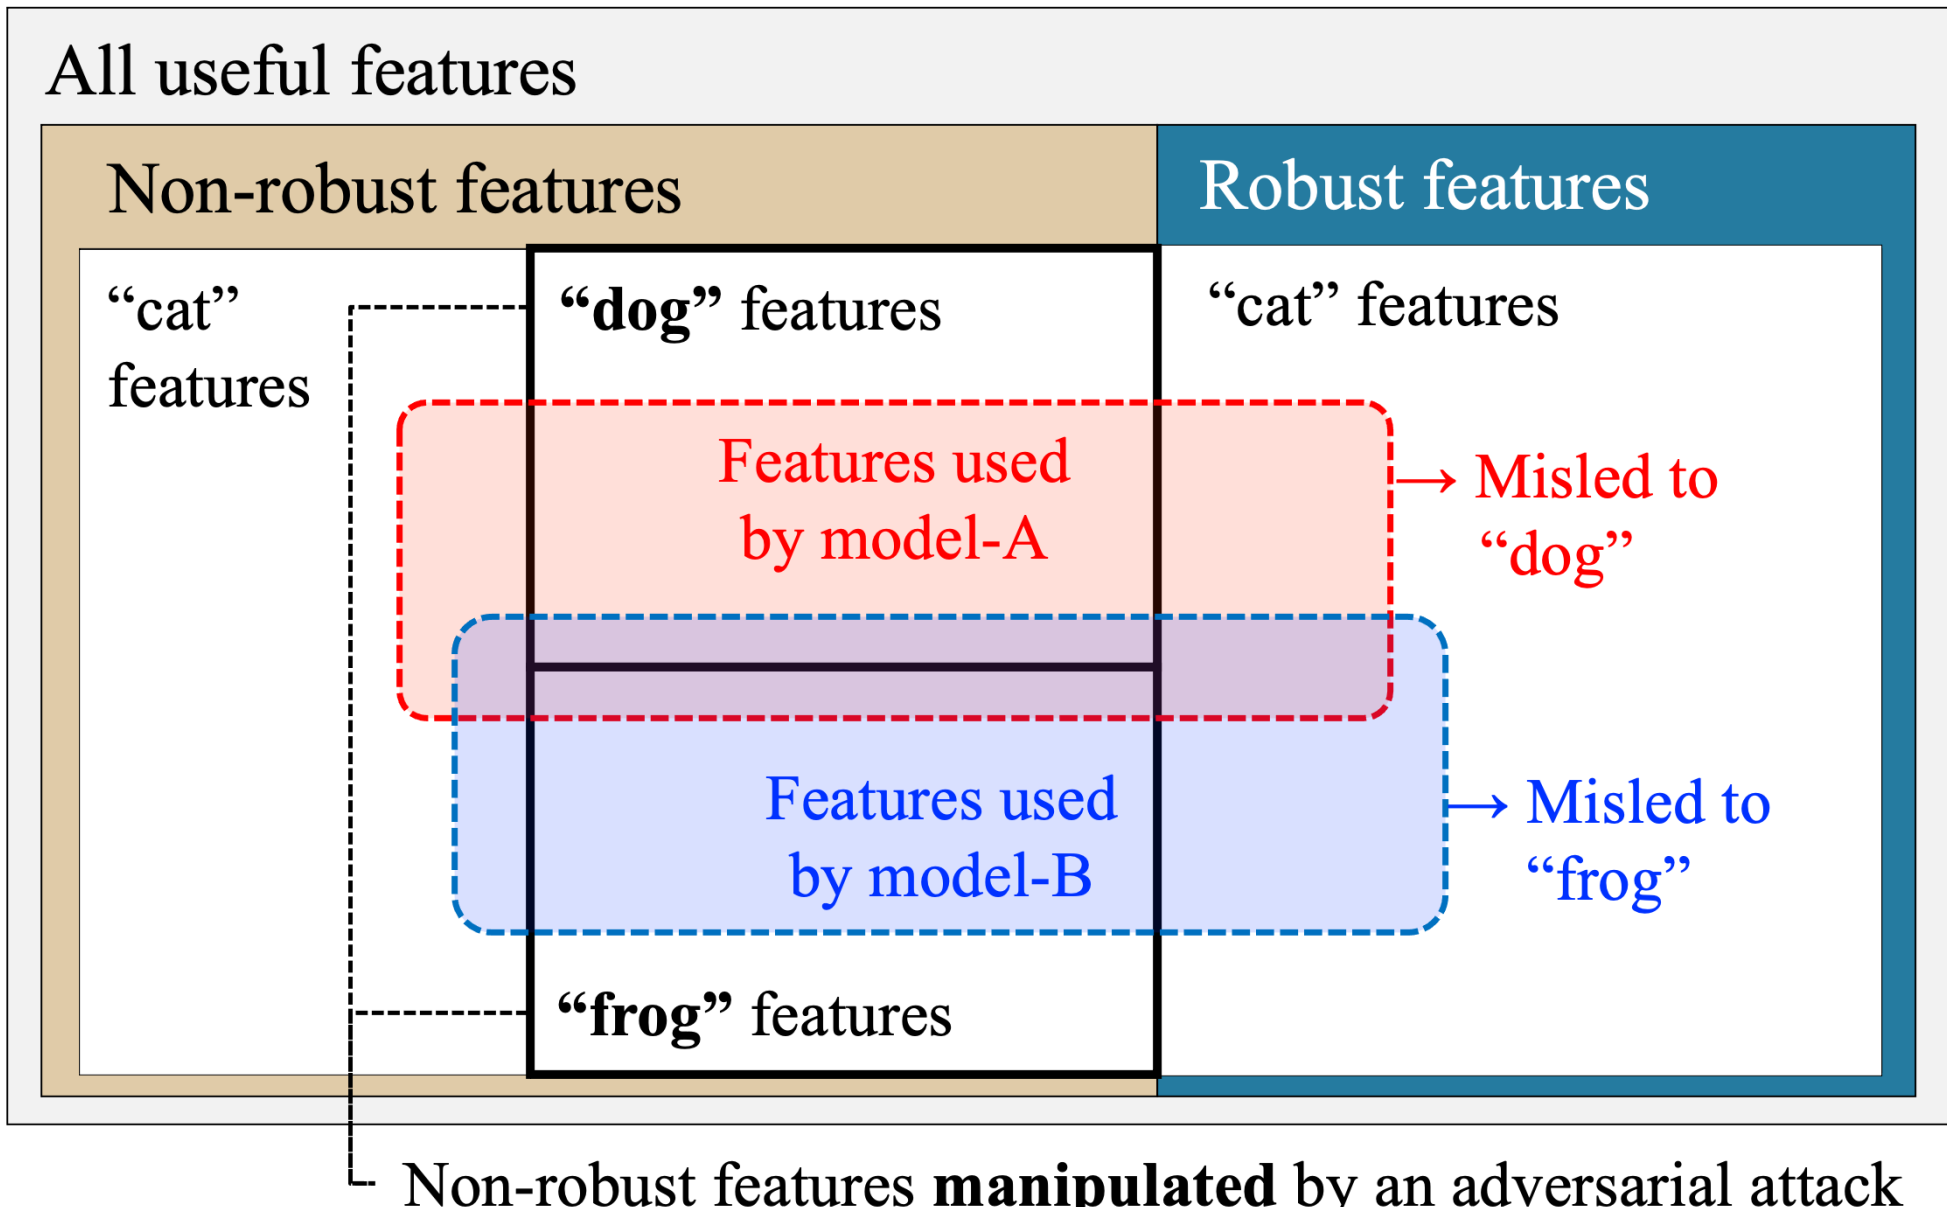 All useful features
Non-robust features
Robust features
“cat”
features
“dog” features
“cat” features
Features used
by model-A
Misled to
“dog”
Features used
by model-B
Misled to
“frog”
“frog” features
Non-robust features manipulated by an adversarial attack